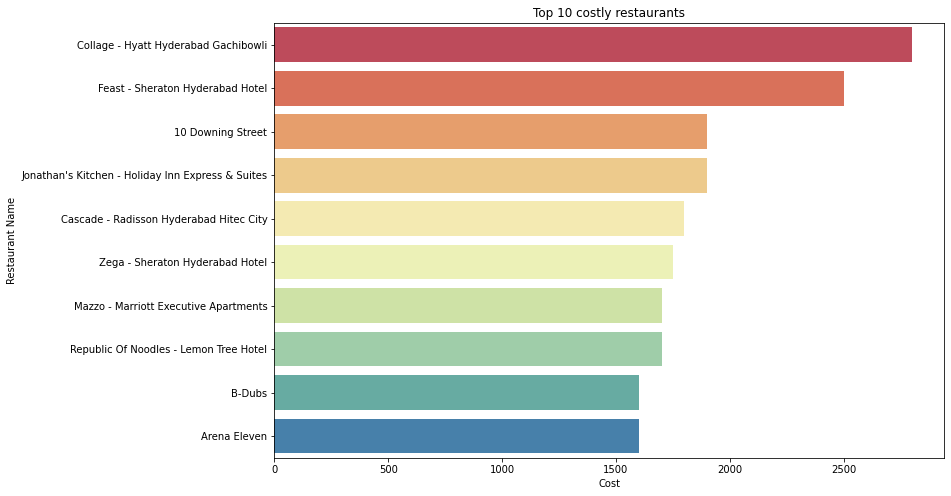 Top 10 costly restaurants
Restaurant Name
Collage - Hyatt Hyderabad Gachibowli
Feast - Sheraton Hyderabad Hotel
10 Downing Street
Jonathan's Kitchen - Holiday Inn Express & Suites
Cascade - Radisson Hyderabad Hitec City
Zega - Sheraton Hyderabad Hotel
Mazzo - Marriott Executive Apartments
Republic Of Noodles - Lemon Tree Hotel
B-Dubs
Arena Eleven
0 500 1000 1500 2000 2500
Cost